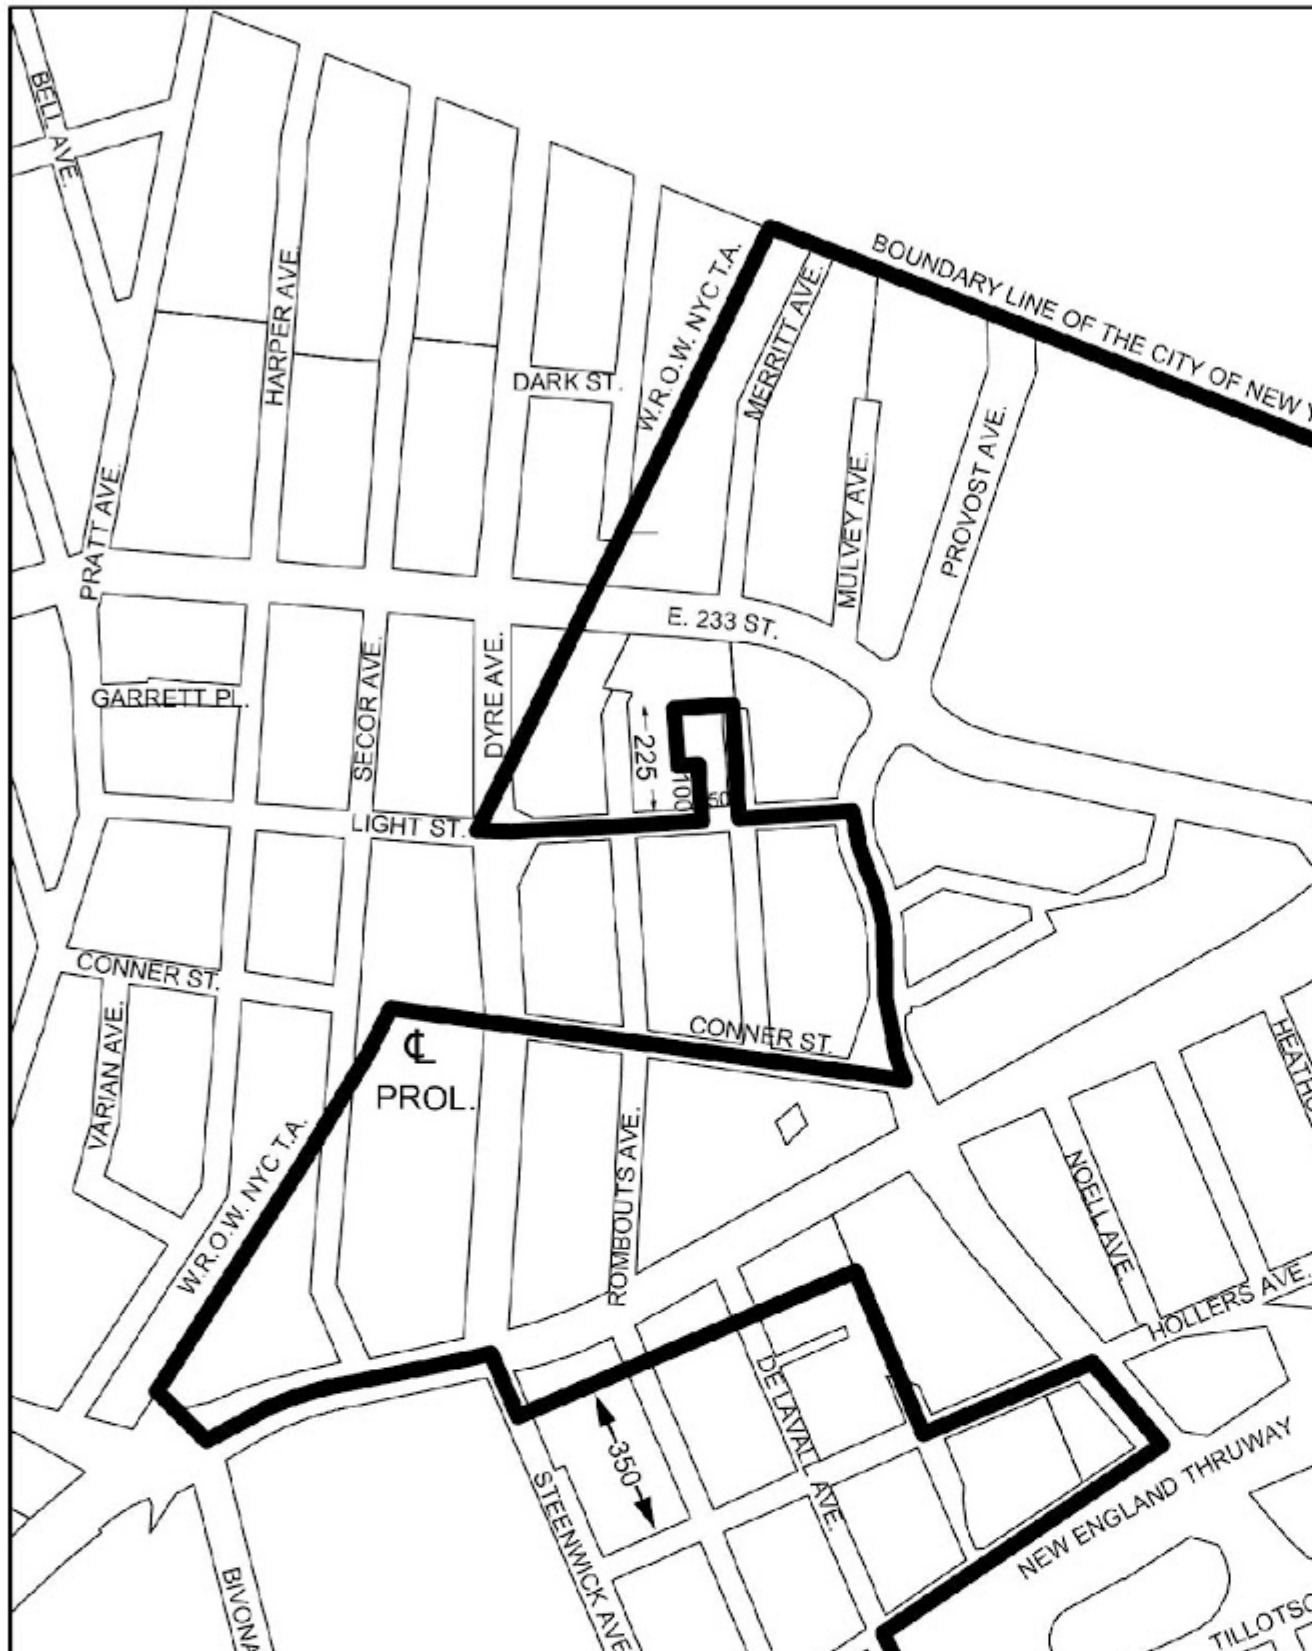 BELL AVE.
BOUNDARY LINE OF THE CITY OF NEW
HARPER AVE.
W.R.O.W. NYC T.A.
MERRITT AVE.
DARK ST.
MULVEY AVE.
PROVOST AVE.
PRATT AVE.
E. 233 ST.
GARRETT PL.
SECOR AVE.
DYRE AVE.
225
100
50
LIGHT ST.
CONNER ST.
CONNER ST.
VARIAN AVE.
℄
PROL.
W.R.O.W. NYC T.A.
ROMBOUTS AVE.
NOELL AVE.
HOLLERS AVE.
DE LAVALL AVE.
350
STEENWICK AVE.
NEW ENGLAND THRUWAY
BIVONA